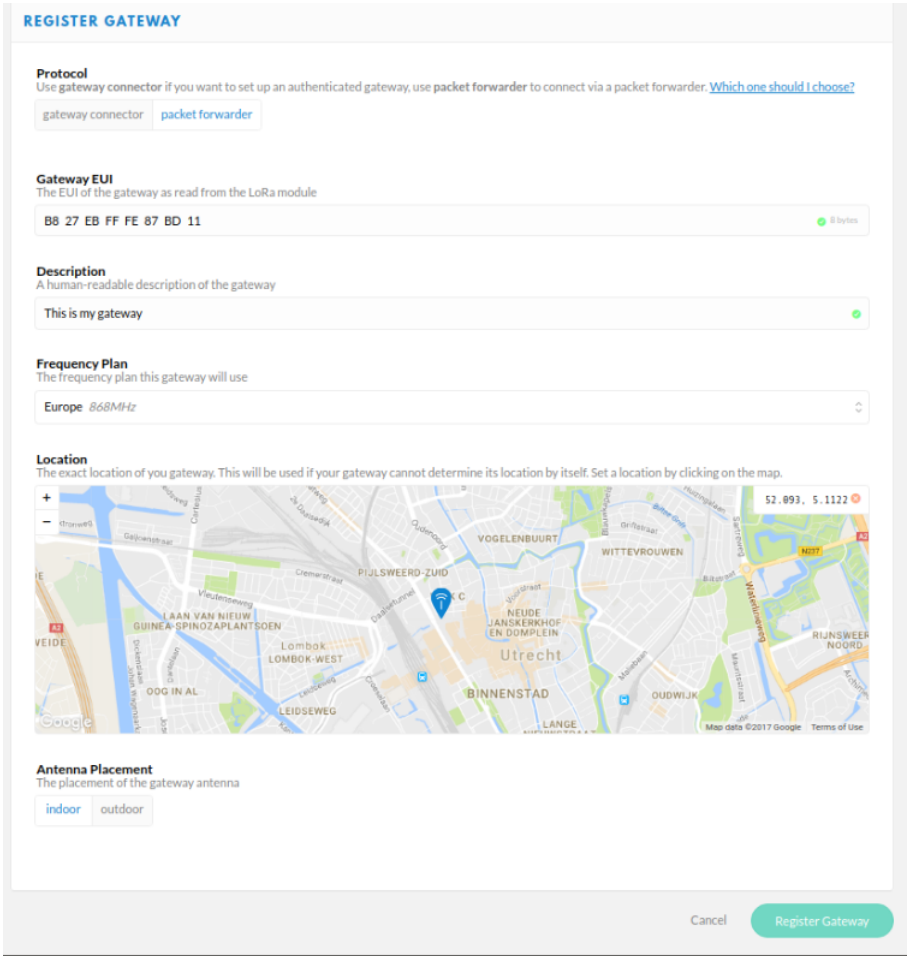 REGISTER GATEWAY
Protocol
Use gateway connector if you want to set up an authenticated gateway, use packet forwarder to connect via a packet forwarder. Which one should I choose?
gateway connector packet forwarder
Gateway EUI
The EUI of the gateway as read from the LoRa module
B8 27 EB FF FE 87 BD 11 8 bytes
Description
A human-readable description of the gateway
This is my gateway
Frequency Plan
The frequency plan this gateway will use
Europe 868MHz
Location
The exact location of you gateway. This will be used if your gateway cannot determine its location by itself. Set a location by clicking on the map.
+
52.093, 5.1122
−
VOGELENBUURT
WITTEVROUWEN
N237
A2
PIJLSWEERD-ZUID
Vleutenseweg
Daalsetunnel
LAAN VAN NIEUW
GUINEA-SPINOZAPLANTSOEN
NEUDE
JANSKERKHOF
EN DOMPLEIN
Waterlinieweg
A2
RIJNSWEER
NOORD
Lombok
LOMBOK-WEST
Utrecht
OOG IN AL
BINNENSTAD
OUDWIJK
LEIDSEWEG
LANGE
Google
Map data ©2017 Google Terms of Use
Antenna Placement
The placement of the gateway antenna
indoor outdoor
Cancel Register Gateway